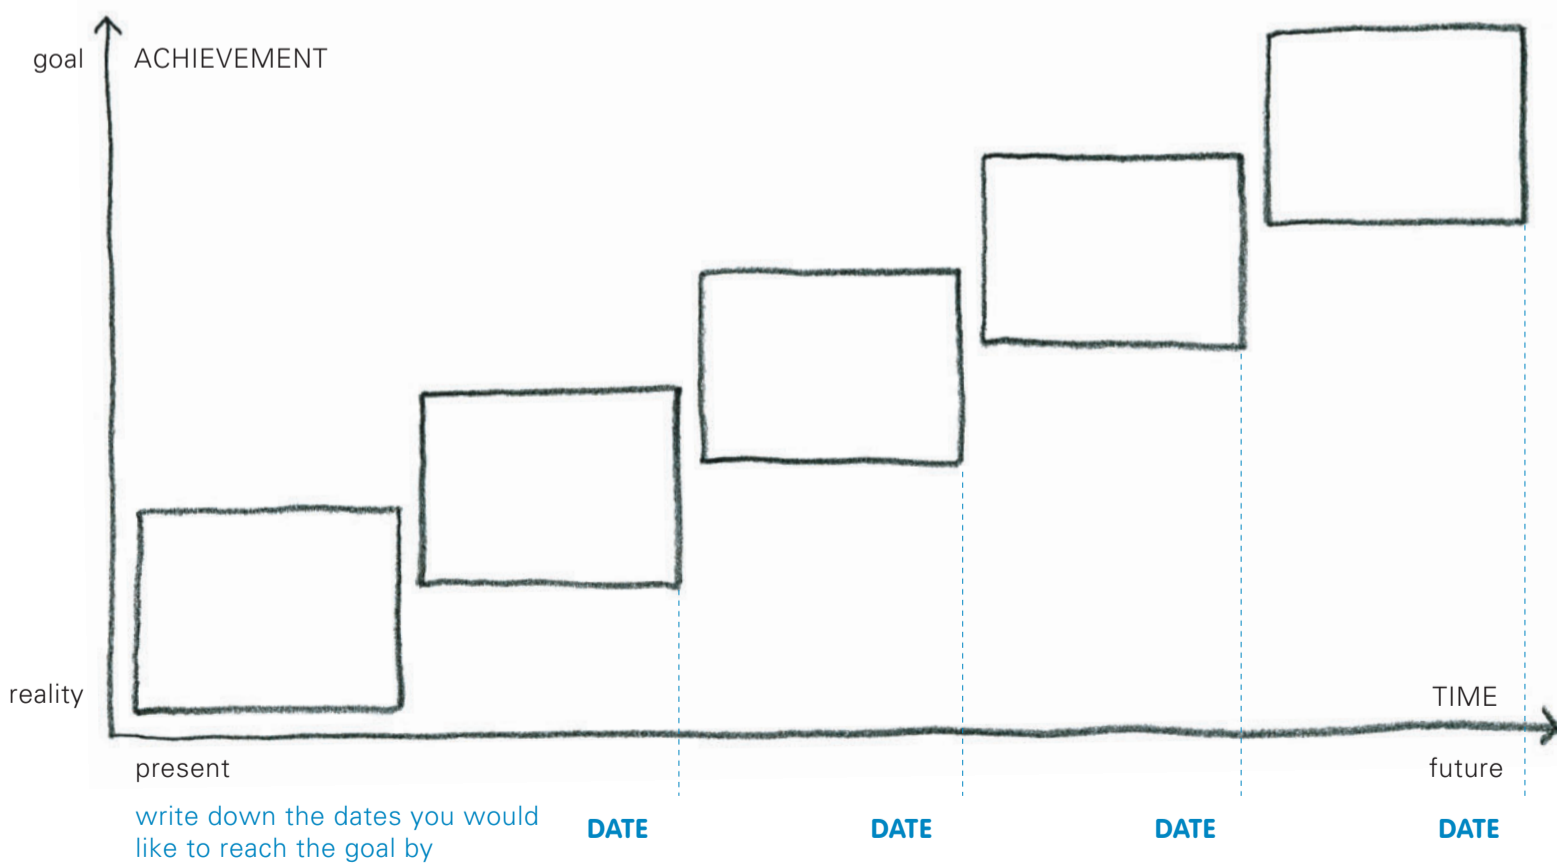 goal
ACHIEVEMENT
reality
TIME
present
future
write down the dates you would
like to reach the goal by
DATE
DATE
DATE
DATE